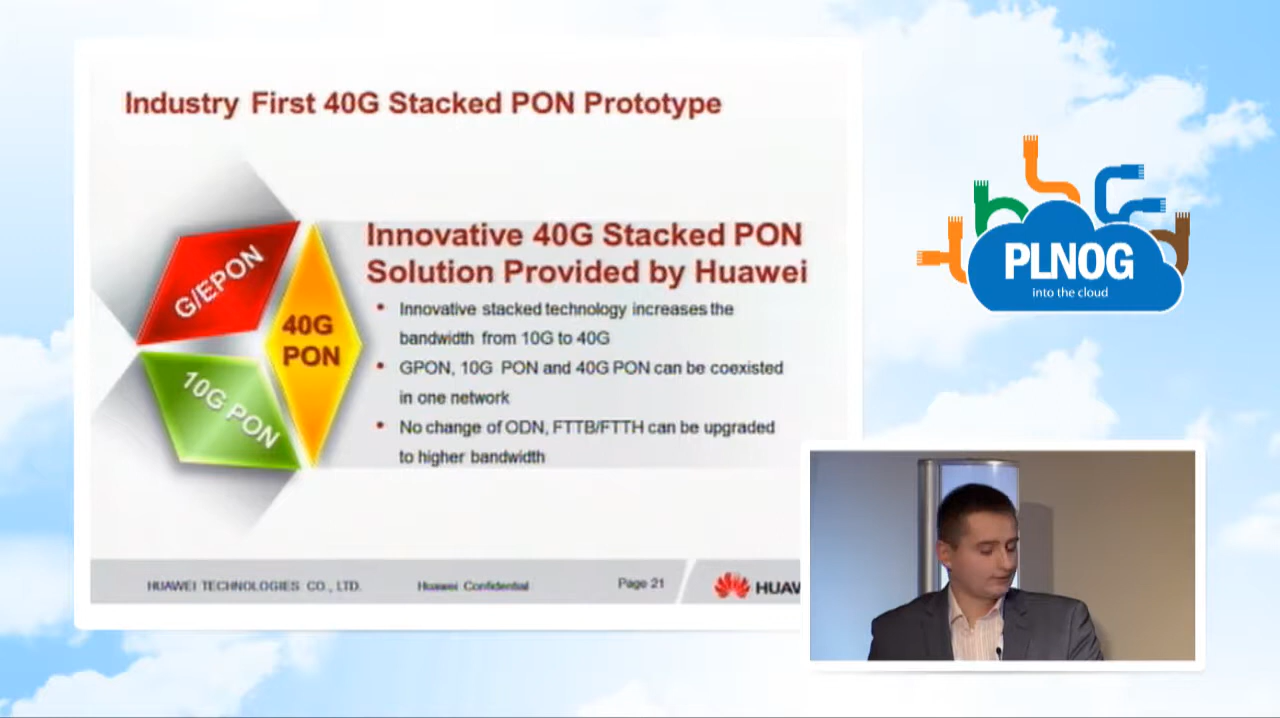 Industry First 40G Stacked PON Prototype
G/EPON
40G
PON
10G PON
Innovative 40G Stacked PON
Solution Provided by Huawei
• Innovative stacked technology increases the
bandwidth from 10G to 40G
• GPON, 10G PON and 40G PON can be coexisted
in one network
• No change of ODN, FTTB/FTTH can be upgraded
to higher bandwidth
HUAWEI TECHNOLOGIES CO., LTD.
Huawei Confidential
Page 21
HUAW
PLNOG
into the cloud